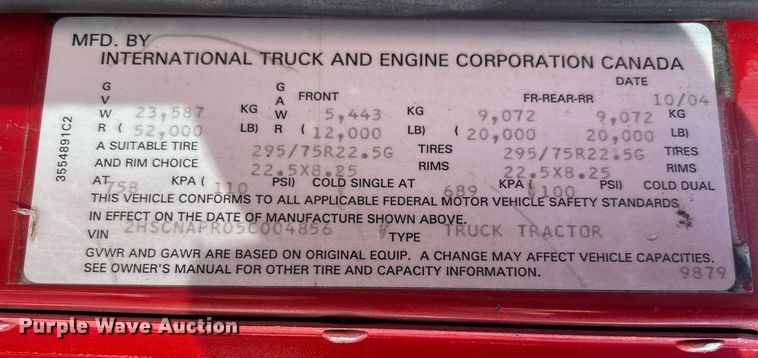 MFD. BY
INTERNATIONAL TRUCK AND ENGINE CORPORATION CANADA
DATE
GVWR GAWR FRONT FR-REAR-RR 10/04
23,587 KG 5,443 KG 9,072 9,072 KG
( 52,000 LB) ( 12,000 LB) ( 20,000 20,000 LB)
A SUITABLE TIRE 295/75R22.5G TIRES 295/75R22.5G TIRES
AND RIM CHOICE 22.5X8.25 RIMS 22.5X8.25 RIMS
AT 758 KPA ( 110 PSI) COLD SINGLE AT 689 KPA ( 100 PSI) COLD DUAL
THIS VEHICLE CONFORMS TO ALL APPLICABLE FEDERAL MOTOR VEHICLE SAFETY STANDARDS
IN EFFECT ON THE DATE OF MANUFACTURE SHOWN ABOVE.
VIN 2HSCNAPR05C004856 TYPE TRUCK TRACTOR
GVWR AND GAWR ARE BASED ON ORIGINAL EQUIP. A CHANGE MAY AFFECT VEHICLE CAPACITIES.
SEE OWNER'S MANUAL FOR OTHER TIRE AND CAPACITY INFORMATION. 9879
3554891C2
Purple Wave Auction